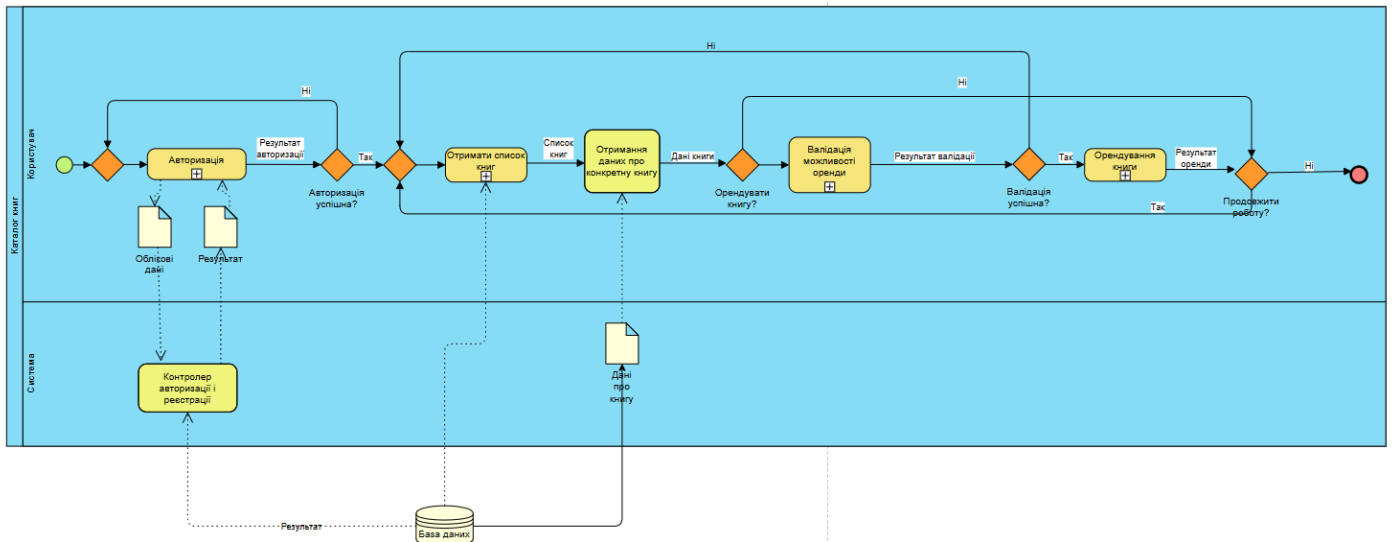 Каталог книг
Користувач
Ні
Ні
Ні
Авторизація
Результат
авторизації
Авторизація
успішна?
Так
Отримати список
книг
Список
книг
Отримання
даних про
конкретну книгу
Дані книги
Орендувати
книгу?
Валідація
можливості
оренди
Результат валідації
Валідація
успішна?
Так
Орендування
книги
Результат
оренди
Продовжити
роботу?
Ні
Так
Облікові
дані
Результат
Система
Контролер
авторизації і
реєстрації
Дані
про
книгу
Результат
База даних